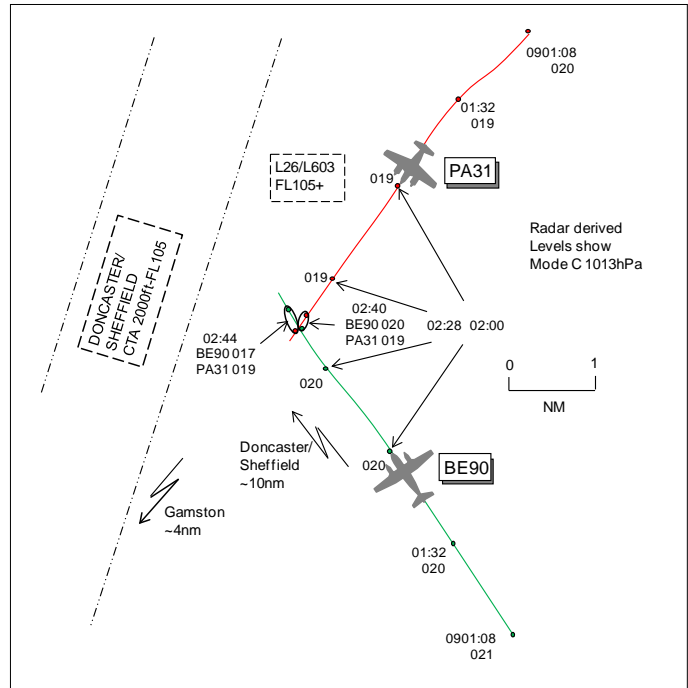 0901:08
020
01:32
019
L26/L603
FL105+
019
PA31
DONCASTER/
SHEFFIELD
CTA 2000ft-FL105
Radar derived
Levels show
Mode C 1013hPa
019
02:40
BE90 020
PA31 019
02:28
02:00
02:44
BE90 017
PA31 019
0
1
NM
020
Doncaster/
Sheffield
~10nm
020
BE90
Gamston
~4nm
01:32
020
0901:08
021